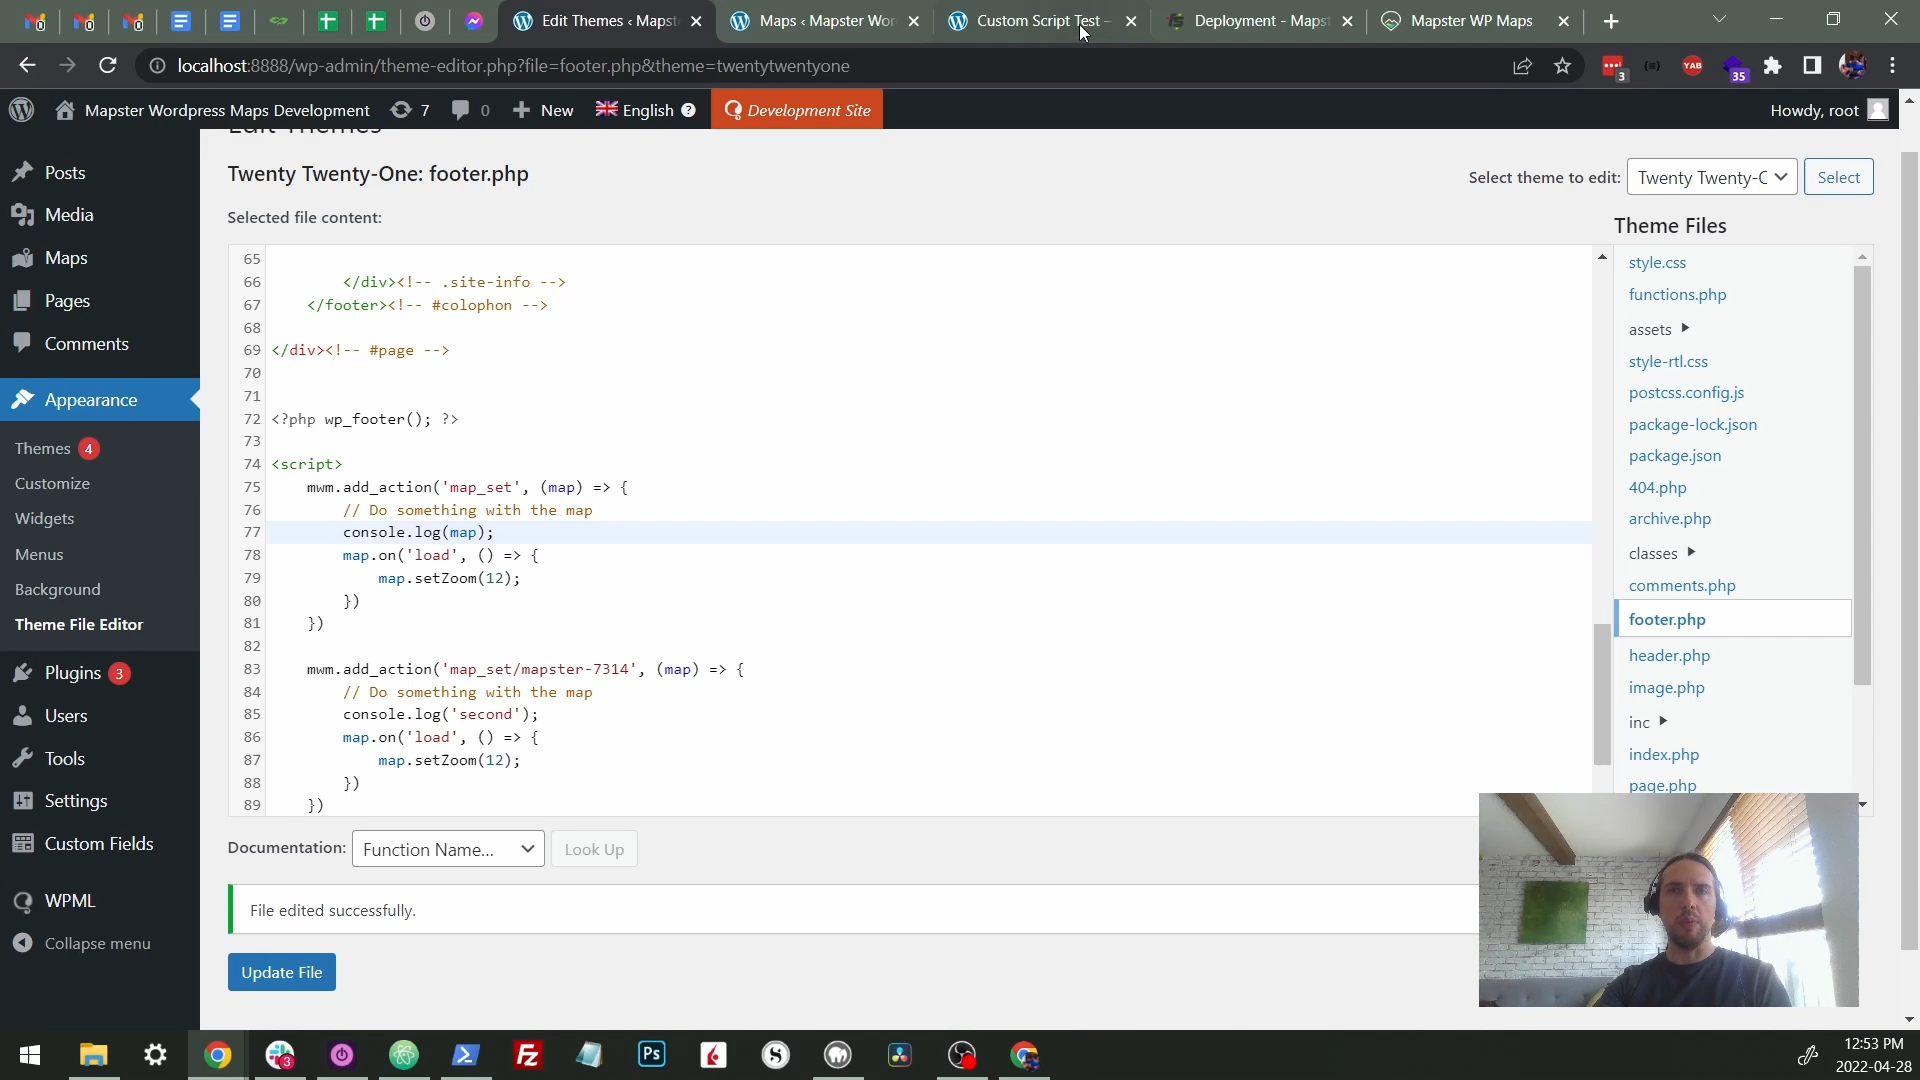 Edit Themes ‹ Mapst
Maps ‹ Mapster Wor
Custom Script Test –
Deployment - Mapst
Mapster WP Maps
localhost:8888/wp-admin/theme-editor.php?file=footer.php&theme=twentytwentyone
3
YAB
35
Mapster Wordpress Maps Development
7
0
New
English
Development Site
Howdy, root
Edit Themes
Posts
Media
Maps
Pages
Comments
Appearance
Themes 4
Customize
Widgets
Menus
Background
Theme File Editor
Plugins 3
Users
Tools
Settings
Custom Fields
WPML
Collapse menu
Twenty Twenty-One: footer.php
Select theme to edit:
Twenty Twenty-C
Select
Selected file content:
65
66 </div><!-- .site-info -->
67 </footer><!-- #colophon -->
68
69 </div><!-- #page -->
70
71
72 <?php wp_footer(); ?>
73
74 <script>
75 mwm.add_action('map_set', (map) => {
76 // Do something with the map
77 console.log(map);
78 map.on('load', () => {
79 map.setZoom(12);
80 })
81 })
82
83 mwm.add_action('map_set/mapster-7314', (map) => {
84 // Do something with the map
85 console.log('second');
86 map.on('load', () => {
87 map.setZoom(12);
88 })
89 })
Theme Files
style.css
functions.php
assets
style-rtl.css
postcss.config.js
package-lock.json
package.json
404.php
archive.php
classes
comments.php
footer.php
header.php
image.php
inc
index.php
page.php
Documentation:
Function Name...
Look Up
File edited successfully.
Update File
3
Fz
Ps
S
12:53 PM
2022-04-28